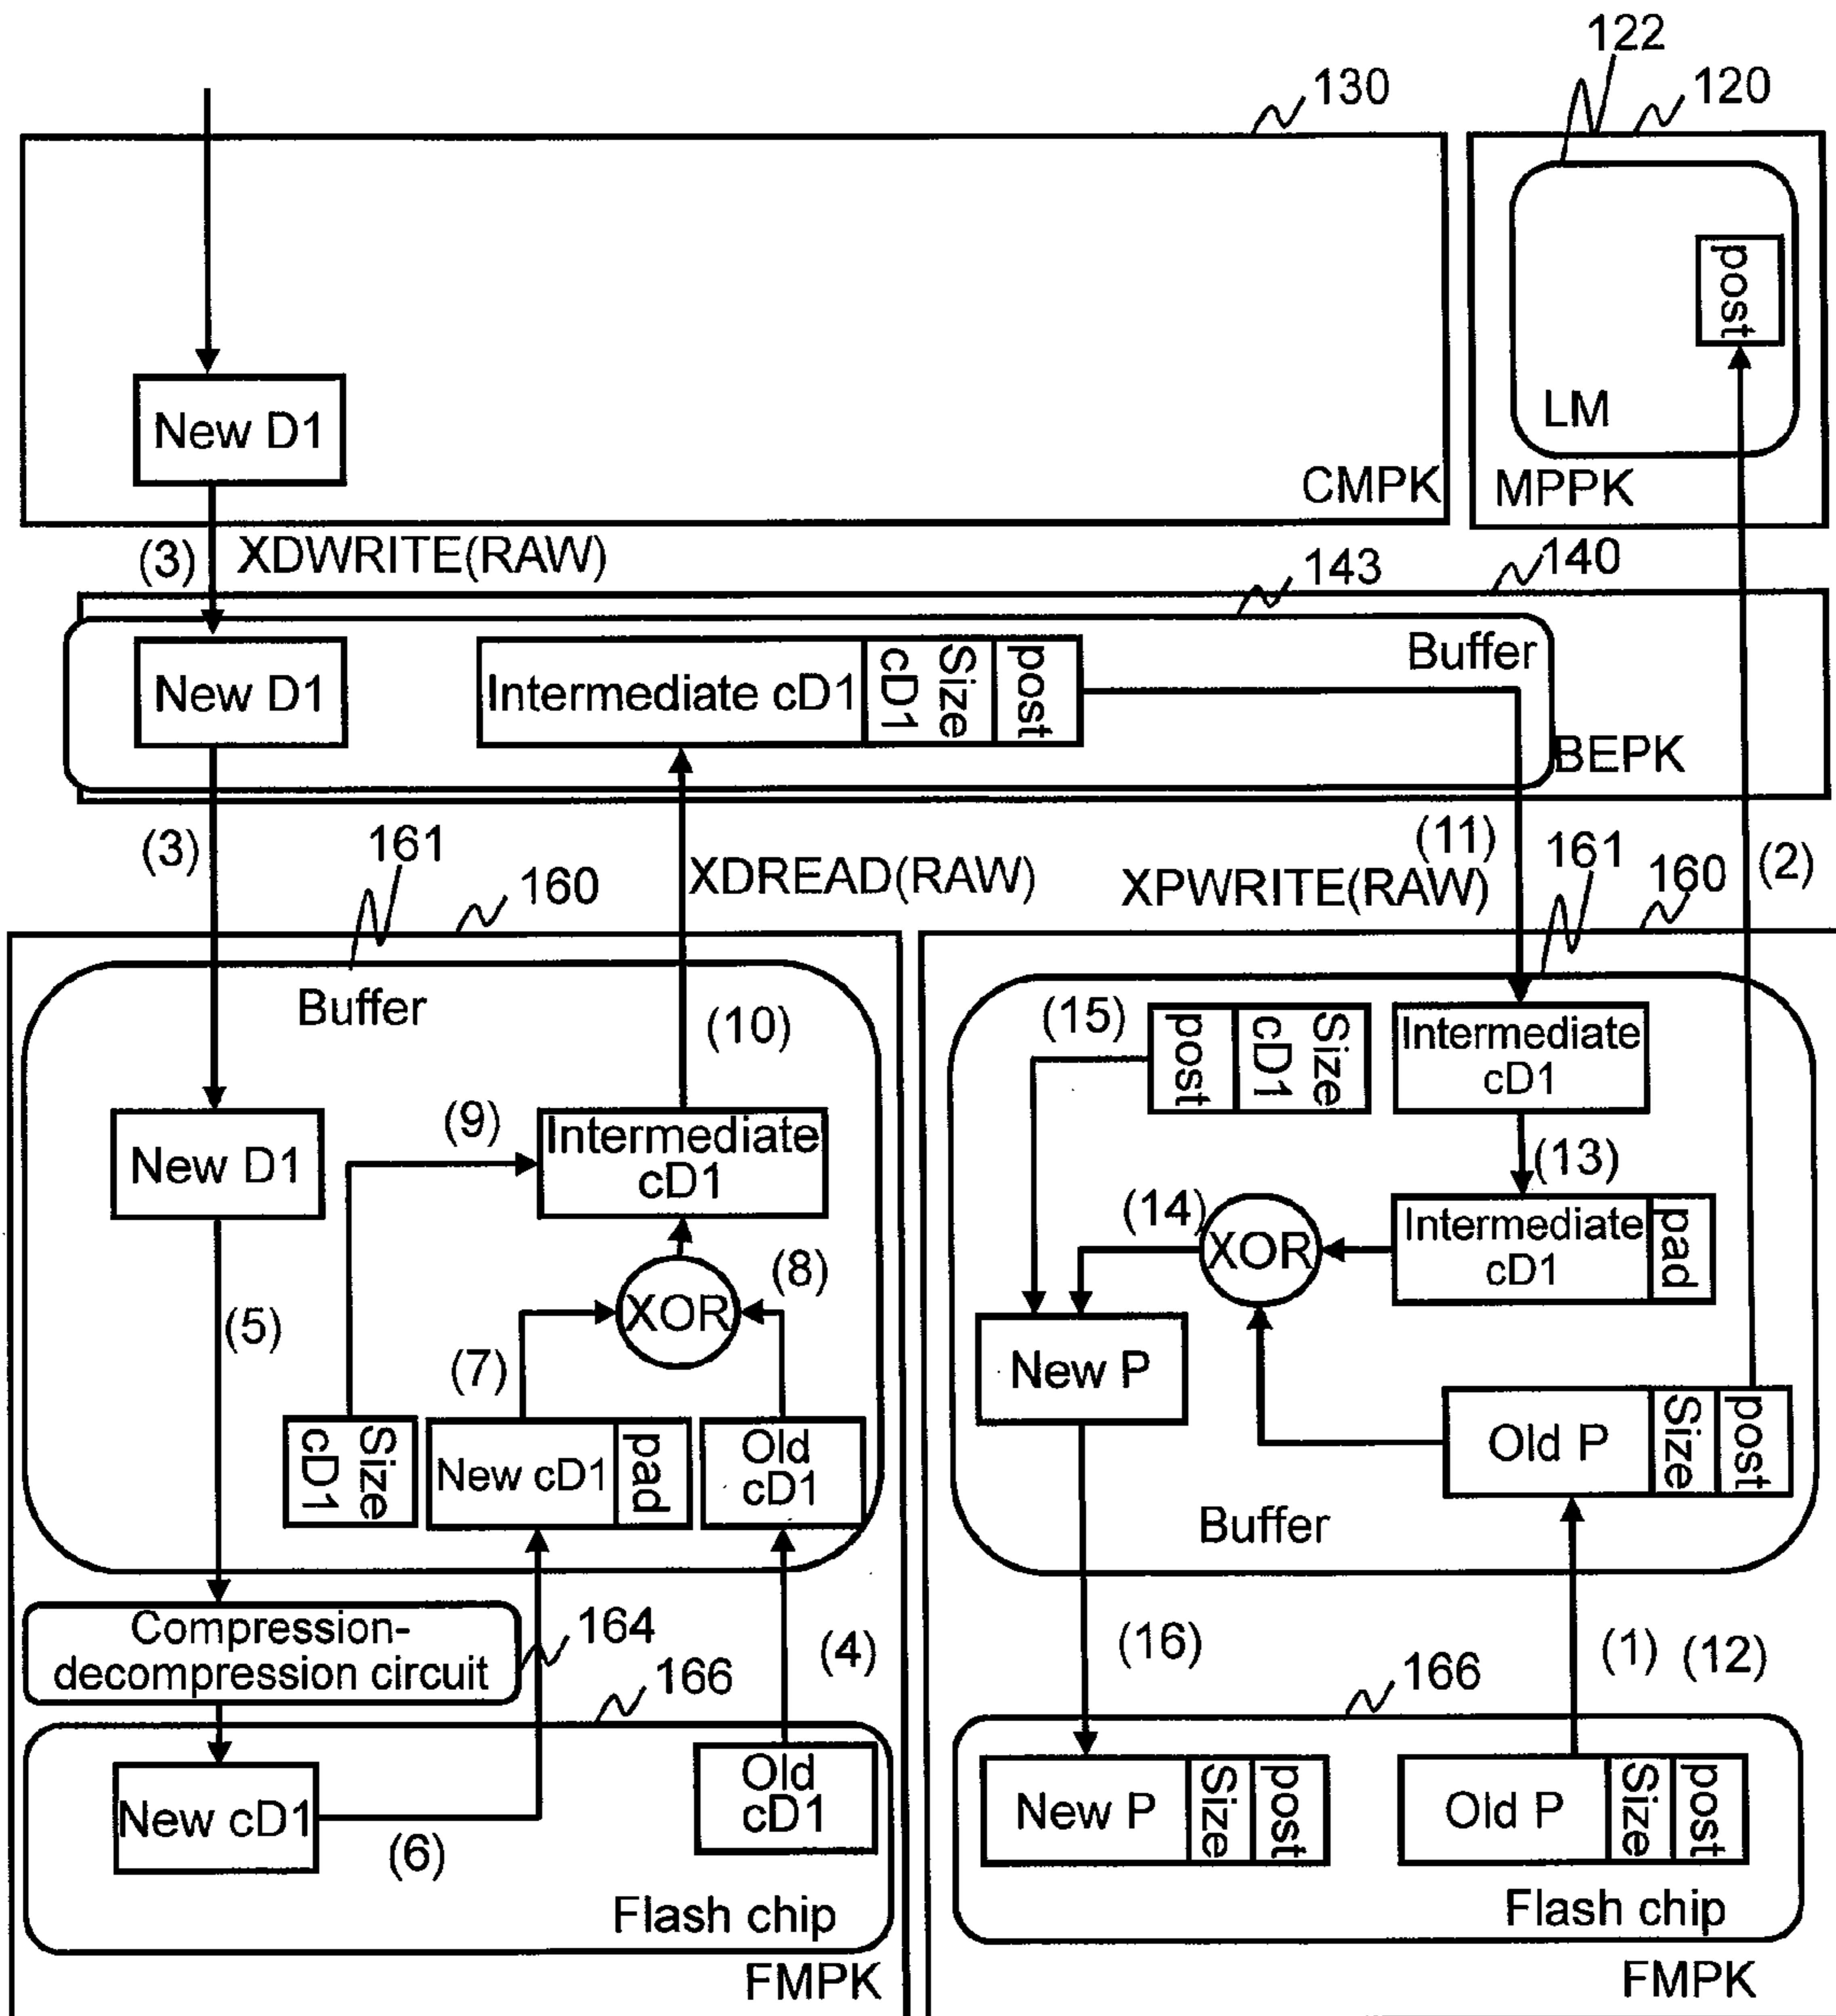 122
130
120
post
LM
New D1
CMPK
MPPK
(3)
XDWRITE(RAW)
143
140
New D1
Intermediate cD1
Size
cD1
post
Buffer
BEPK
(3)
161
160
XDREAD(RAW)
(11)
XPWRITE(RAW)
161
160
(2)
Buffer
(10)
(15)
post
Size
cD1
Intermediate
cD1
New D1
(9)
Intermediate
cD1
(13)
(14)
XOR
Intermediate
cD1
pad
(8)
XOR
(5)
(7)
New P
Size
cD1
New cD1
pad
Old
cD1
Old P
Size
post
Buffer
Compression-
decompression circuit
164
(4)
166
(16)
(1)
(12)
166
New cD1
(6)
Old
cD1
New P
Size
post
Old P
Size
post
Flash chip
Flash chip
FMPK
FMPK